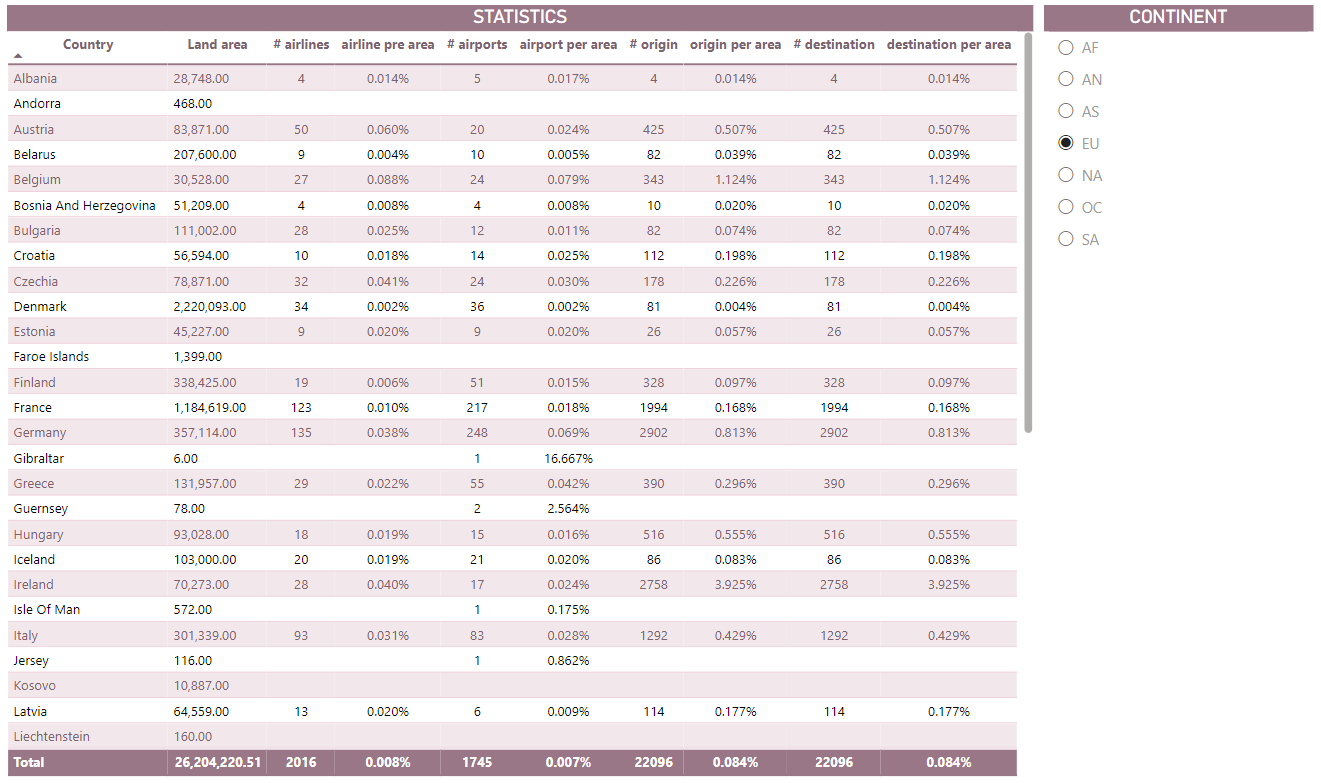 STATISTICS
CONTINENT
Country Land area # airlines airline pre area # airports airport per area # origin origin per area # destination destination per area
Albania 28,748.00 4 0.014% 5 0.017% 4 0.014% 4 0.014%
Andorra 468.00
Austria 83,871.00 50 0.060% 20 0.024% 425 0.507% 425 0.507%
Belarus 207,600.00 9 0.004% 10 0.005% 82 0.039% 82 0.039%
Belgium 30,528.00 27 0.088% 24 0.079% 343 1.124% 343 1.124%
Bosnia And Herzegovina 51,209.00 4 0.008% 4 0.008% 10 0.020% 10 0.020%
Bulgaria 111,002.00 28 0.025% 12 0.011% 82 0.074% 82 0.074%
Croatia 56,594.00 10 0.018% 14 0.025% 112 0.198% 112 0.198%
Czechia 78,871.00 32 0.041% 24 0.030% 178 0.226% 178 0.226%
Denmark 2,220,093.00 34 0.002% 36 0.002% 81 0.004% 81 0.004%
Estonia 45,227.00 9 0.020% 9 0.020% 26 0.057% 26 0.057%
Faroe Islands 1,399.00
Finland 338,425.00 19 0.006% 51 0.015% 328 0.097% 328 0.097%
France 1,184,619.00 123 0.010% 217 0.018% 1994 0.168% 1994 0.168%
Germany 357,114.00 135 0.038% 248 0.069% 2902 0.813% 2902 0.813%
Gibraltar 6.00 1 16.667%
Greece 131,957.00 29 0.022% 55 0.042% 390 0.296% 390 0.296%
Guernsey 78.00 2 2.564%
Hungary 93,028.00 18 0.019% 15 0.016% 516 0.555% 516 0.555%
Iceland 103,000.00 20 0.019% 21 0.020% 86 0.083% 86 0.083%
Ireland 70,273.00 28 0.040% 17 0.024% 2758 3.925% 2758 3.925%
Isle Of Man 572.00 1 0.175%
Italy 301,339.00 93 0.031% 83 0.028% 1292 0.429% 1292 0.429%
Jersey 116.00 1 0.862%
Kosovo 10,887.00
Latvia 64,559.00 13 0.020% 6 0.009% 114 0.177% 114 0.177%
Liechtenstein 160.00
Total 26,204,220.51 2016 0.008% 1745 0.007% 22096 0.084% 22096 0.084%
AF
AN
AS
EU
NA
OC
SA